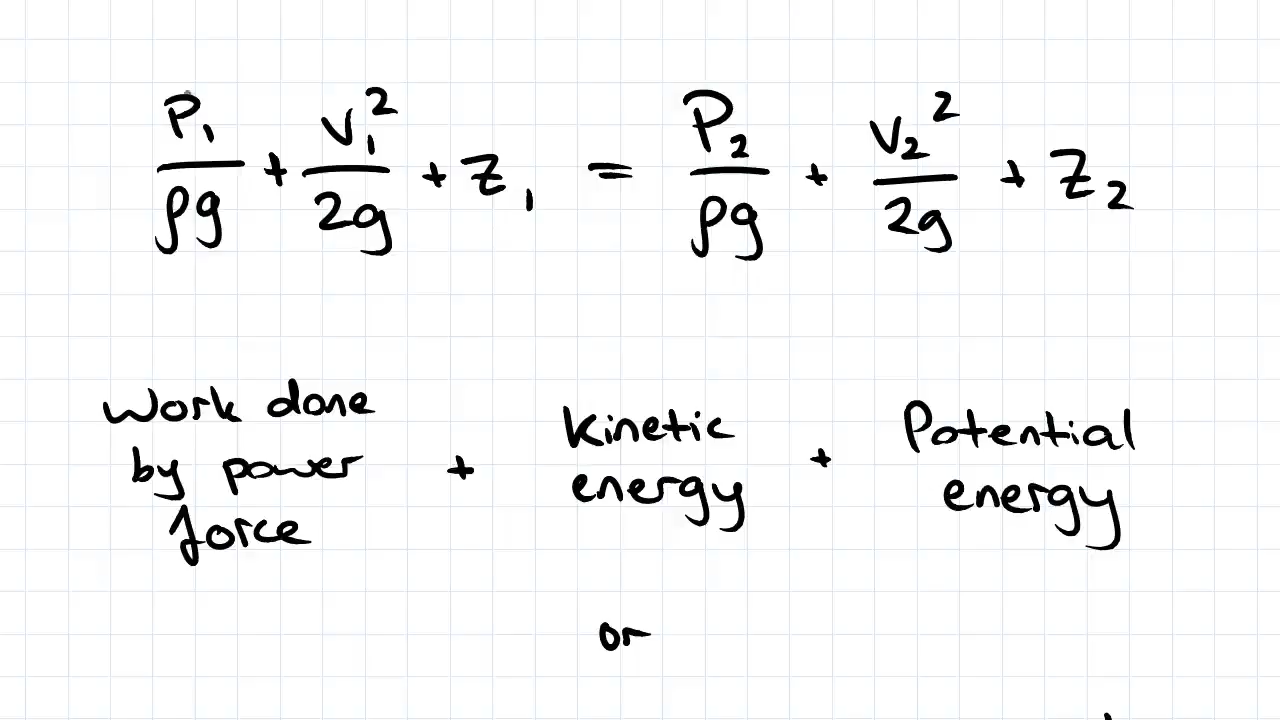 P₁/ρg + v₁²/2g + z₁ = P₂/ρg + v₂²/2g + z₂
Work done by power force + Kinetic energy + Potential energy
or